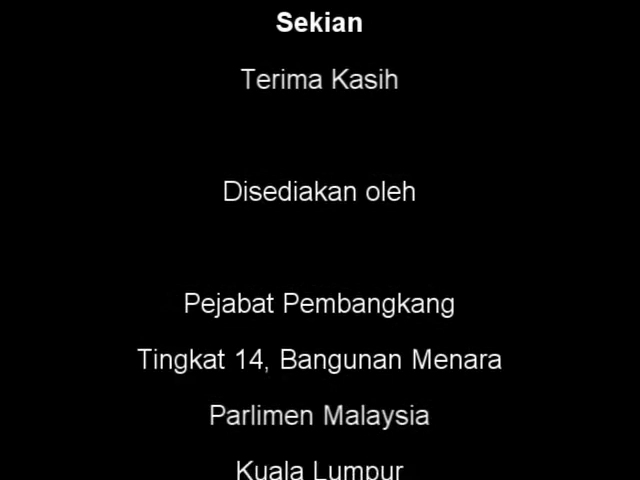 Sekian
Terima Kasih
Disediakan oleh
Pejabat Pembangkang
Tingkat 14, Bangunan Menara
Parlimen Malaysia
Kuala Lumpur